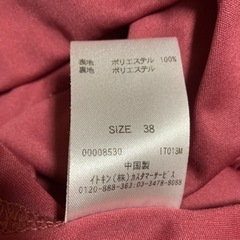 表地 ポリエステル 100%
裏地 ポリエステル
SIZE 38
00008530 IT013M
中国製
イトキン(株)カスタマーサービス
0120-888-363:03-3478-8088